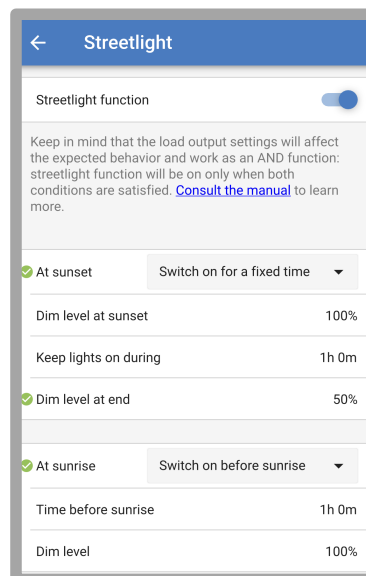 Streetlight
Streetlight function
Keep in mind that the load output settings will affect
the expected behavior and work as an AND function:
streetlight function will be on only when both
conditions are satisfied. Consult the manual to learn
more.
At sunset Switch on for a fixed time
Dim level at sunset 100%
Keep lights on during 1h 0m
Dim level at end 50%
At sunrise Switch on before sunrise
Time before sunrise 1h 0m
Dim level 100%